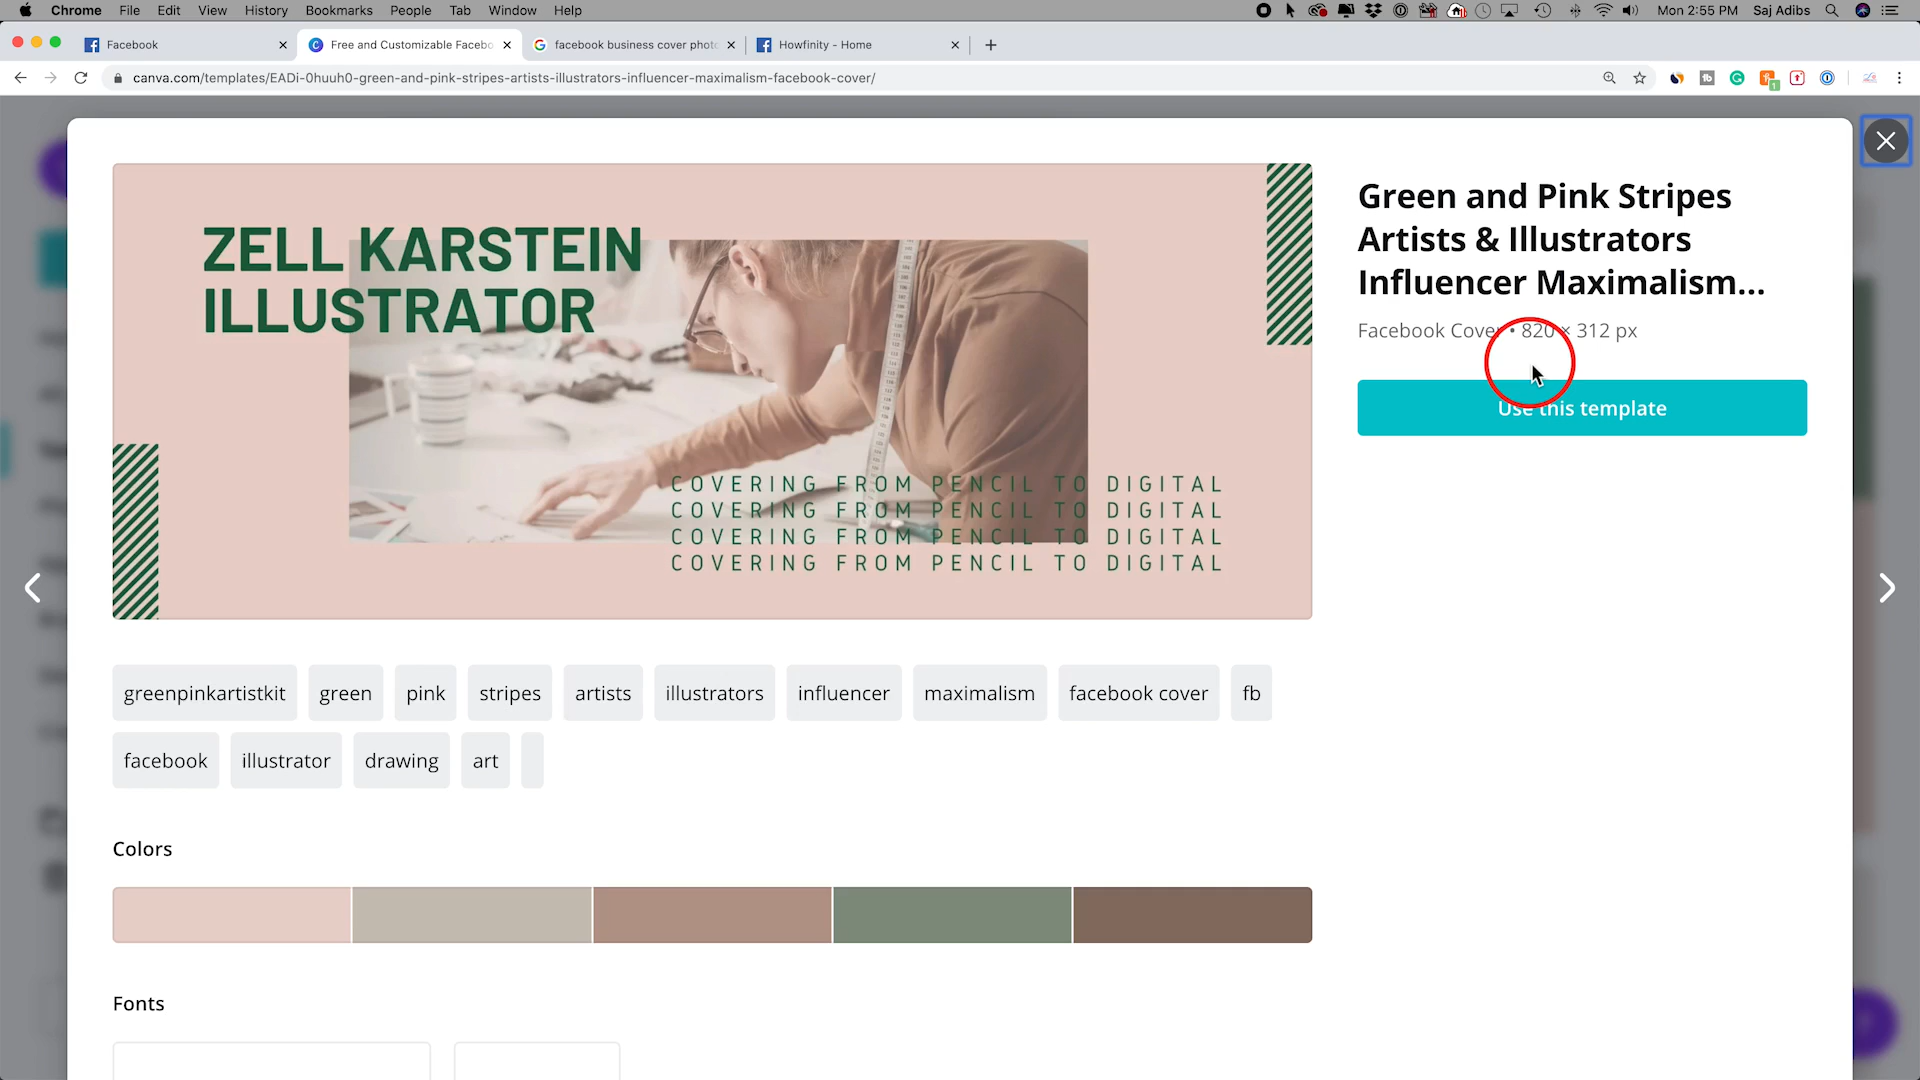 Chrome File Edit View History Bookmarks People Tab Window Help Mon 2:55 PM Saj Adibs
Facebook Free and Customizable Facebo facebook business cover phot Howfinity - Home
canva.com/templates/EADi-0huuh0-green-and-pink-stripes-artists-illustrators-influencer-maximalism-facebook-cover/
ZELL KARSTEIN
ILLUSTRATOR
COVERING FROM PENCIL TO DIGITAL
COVERING FROM PENCIL TO DIGITAL
COVERING FROM PENCIL TO DIGITAL
COVERING FROM PENCIL TO DIGITAL
Green and Pink Stripes
Artists & Illustrators
Influencer Maximalism...
Facebook Cover • 820 × 312 px
Use this template
greenpinkartistkit green pink stripes artists illustrators influencer maximalism facebook cover fb
facebook illustrator drawing art
Colors
Fonts